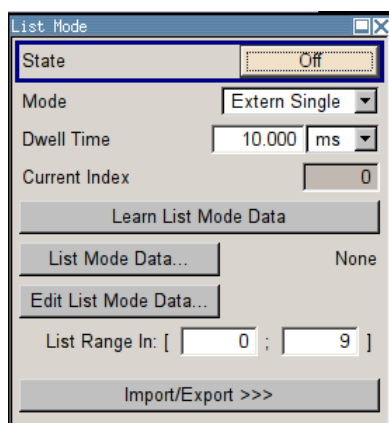 List Mode
State Off
Mode Extern Single
Dwell Time 10.000 ms
Current Index 0
Learn List Mode Data
List Mode Data... None
Edit List Mode Data...
List Range In: [ 0 ; 9 ]
Import/Export >>>